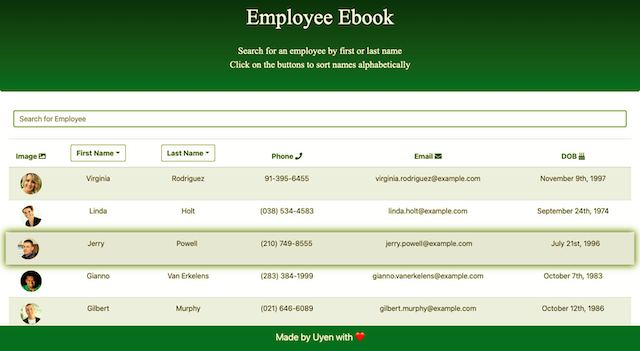 Employee Ebook
Search for an employee by first or last name
Click on the buttons to sort names alphabetically
Search for Employee
Image First Name Last Name Phone Email DOB
Virginia Rodriguez 91-395-6455 virginia.rodriguez@example.com November 9th, 1997
Linda Holt (038) 534-4583 linda.holt@example.com September 24th, 1974
Jerry Powell (210) 749-8555 jerry.powell@example.com July 21st, 1996
Gianno Van Erkelens (283) 384-1999 gianno.vanerkelens@example.com October 7th, 1983
Gilbert Murphy (021) 646-6089 gilbert.murphy@example.com October 12th, 1986
Made by Uyen with ❤️